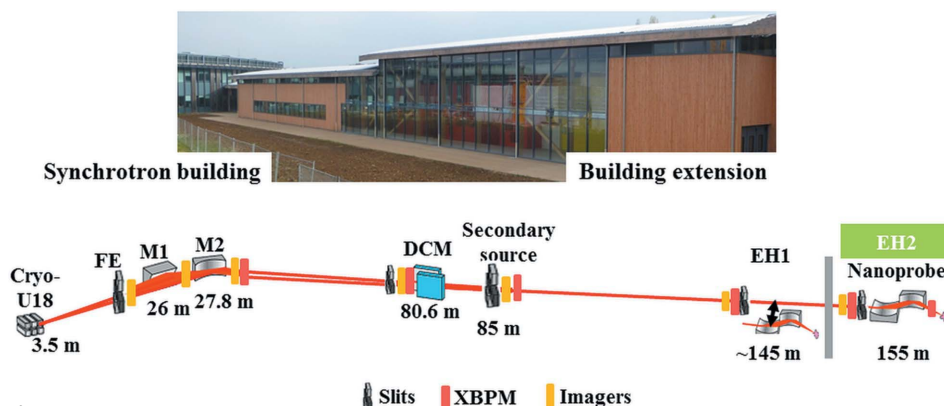 Synchrotron building
Building extension
Cryo-
U18
3.5 m
FE
M1
26 m
M2
27.8 m
DCM
80.6 m
Secondary
source
85 m
EH1
~145 m
EH2
Nanoprobe
155 m
Slits
XBPM
Imagers